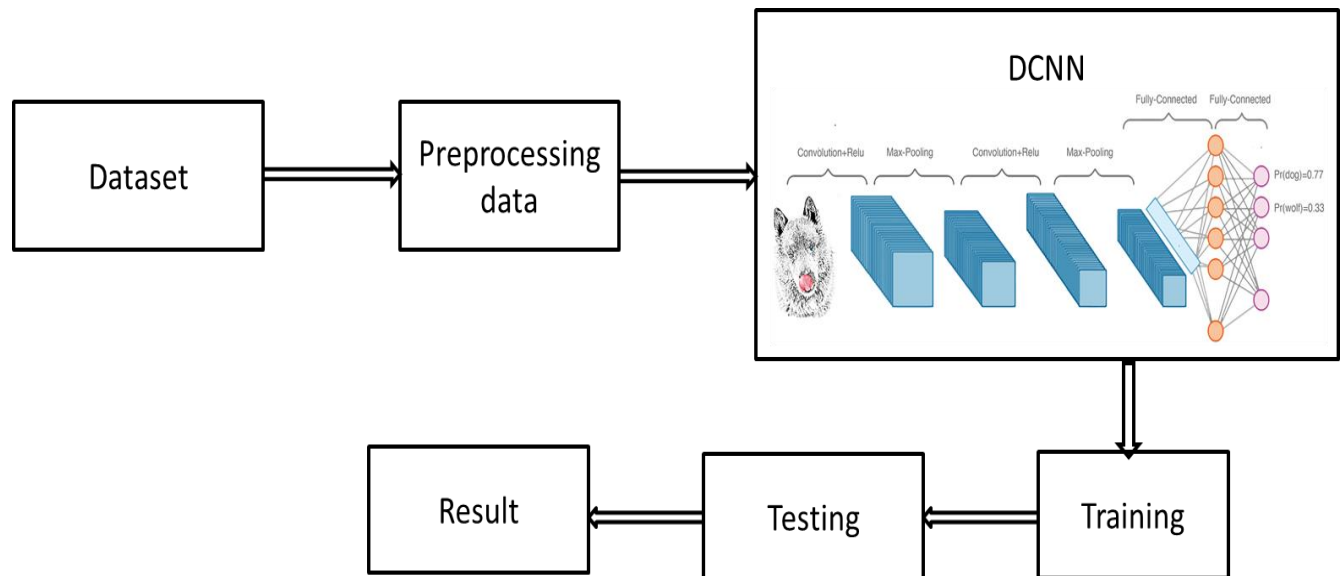 Dataset
Preprocessing
data
DCNN
Fully-Connected
Fully-Connected
Convolution+Relu
Max-Pooling
Convolution+Relu
Max-Pooling
Pr(dog)=0.77
Pr(wolf)=0.33
Result
Testing
Training